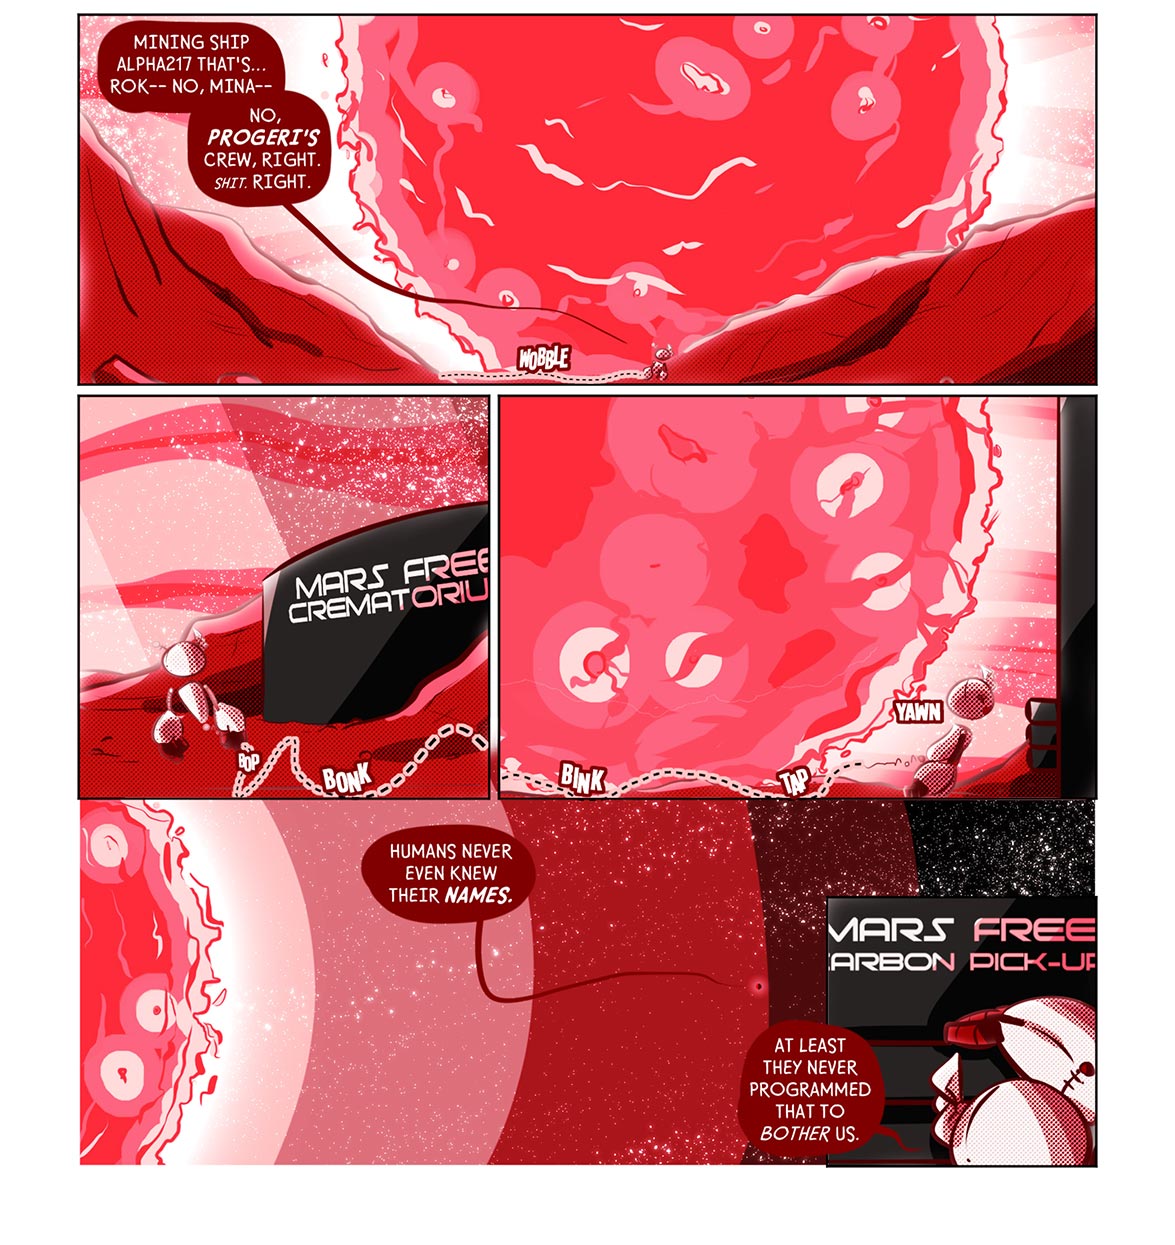 MINING SHIP
ALPHA217 THAT'S...
ROK-- NO, MINA--
NO,
PROGERI'S
CREW, RIGHT.
SHIT. RIGHT.
WOBBLE
MARS FREE
CREMATORIU
BOP
BONK
YAWN
BINK
TAP
HUMANS NEVER
EVEN KNEW
THEIR NAMES.
MARS FREE
CARBON PICK-UP
AT LEAST
THEY NEVER
PROGRAMMED
THAT TO
BOTHER US.